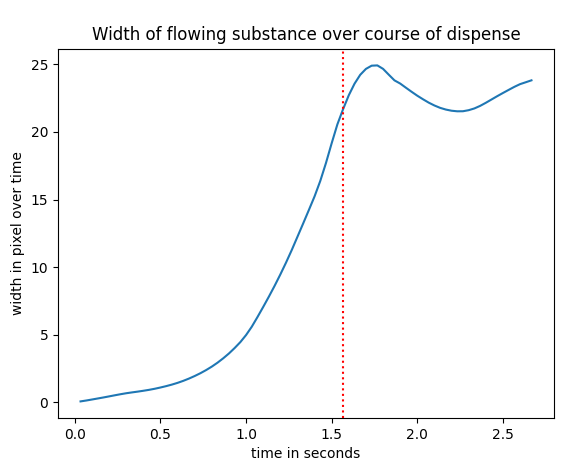 Width of flowing substance over course of dispense
25
20
15
10
5
0
width in pixel over time
0.0 0.5 1.0 1.5 2.0 2.5
time in seconds